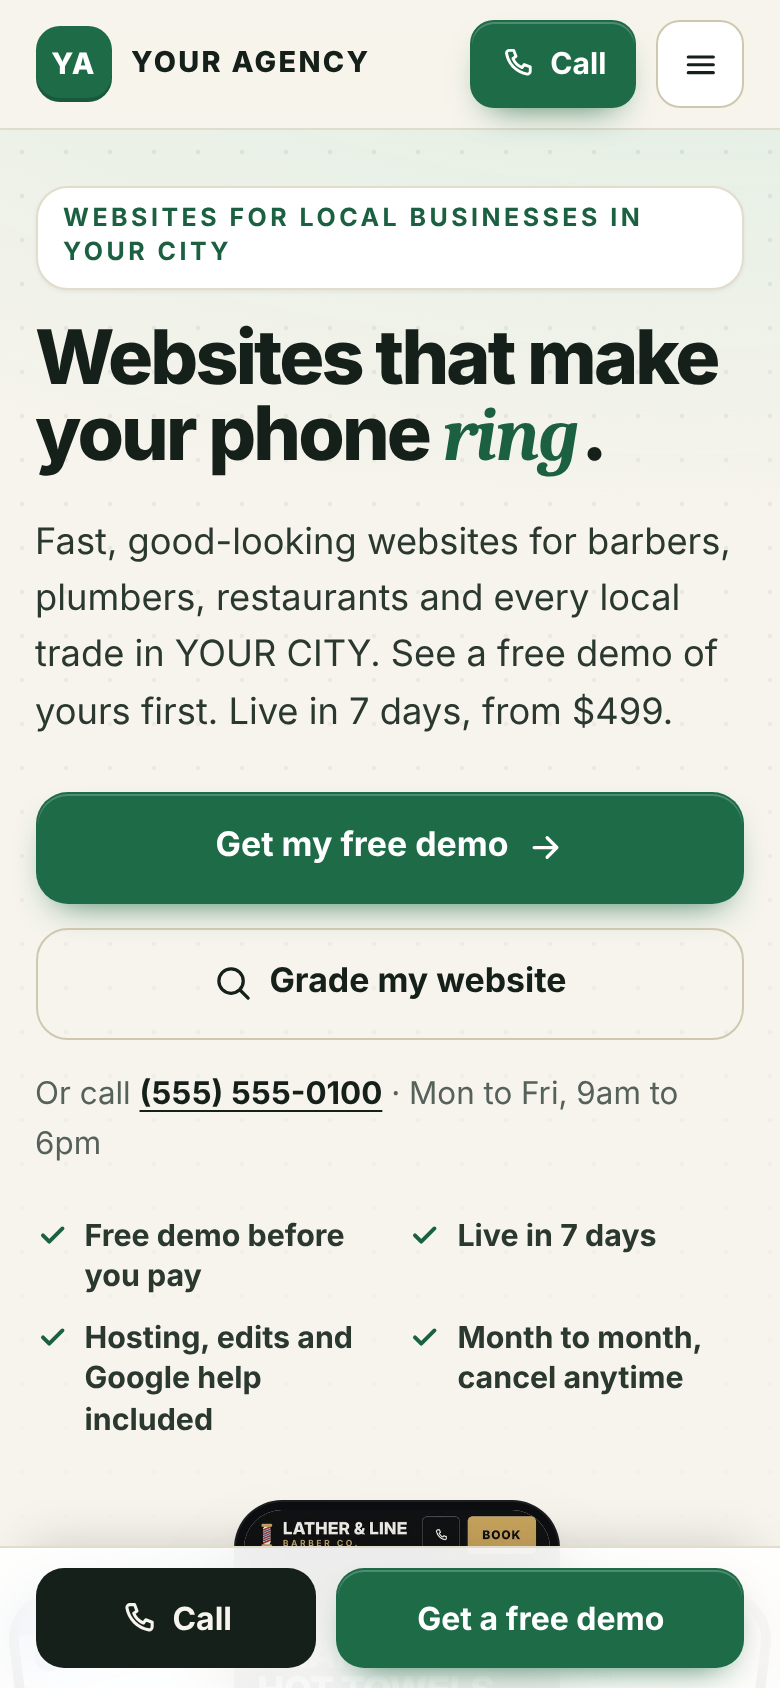 YA YOUR AGENCY Call
WEBSITES FOR LOCAL BUSINESSES IN
YOUR CITY
Websites that make
your phone ring.
Fast, good-looking websites for barbers,
plumbers, restaurants and every local
trade in YOUR CITY. See a free demo of
yours first. Live in 7 days, from $499.
Get my free demo →
Grade my website
Or call (555) 555-0100 · Mon to Fri, 9am to
6pm
Free demo before
you pay
Live in 7 days
Hosting, edits and
Google help
included
Month to month,
cancel anytime
LATHER & LINE
BARBER CO.
BOOK
Call
Get a free demo
HOT TOWELS